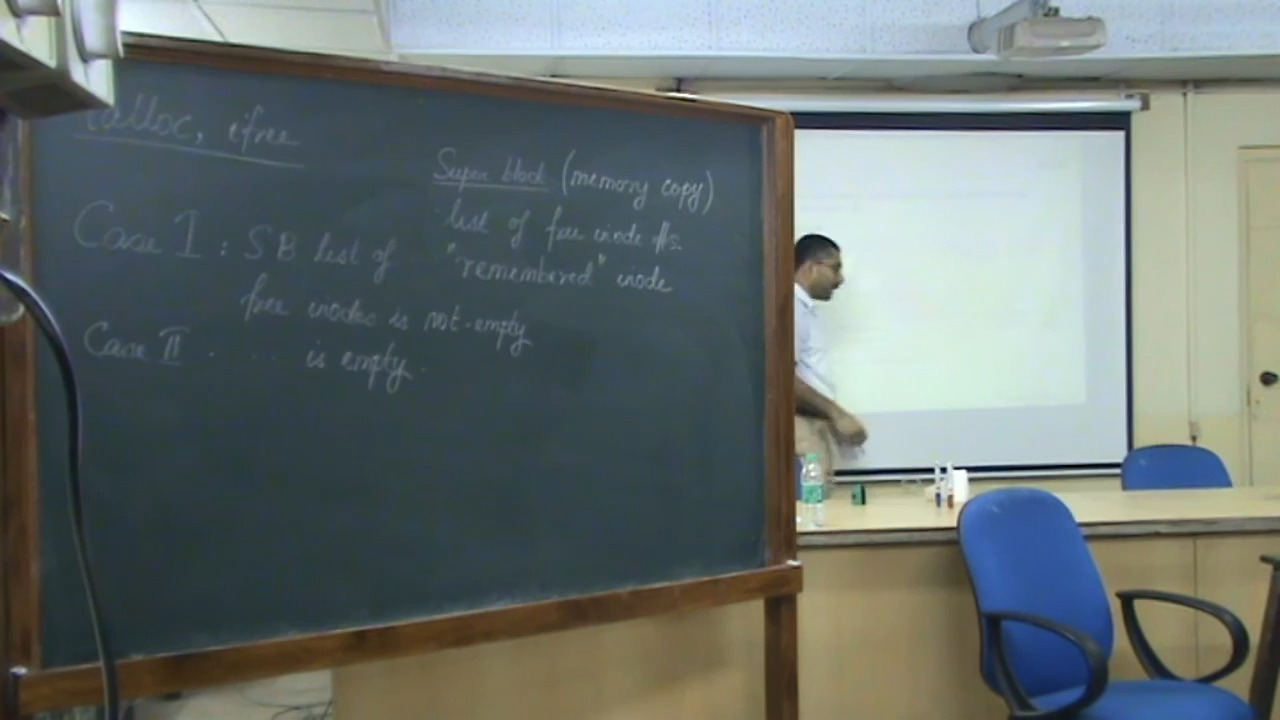 ialloc, ifree
Super block (memory copy)
list of free inode #s.
"remembered" inode
Case I : SB list of
free inodes is not-empty
Case II . . . . is empty.